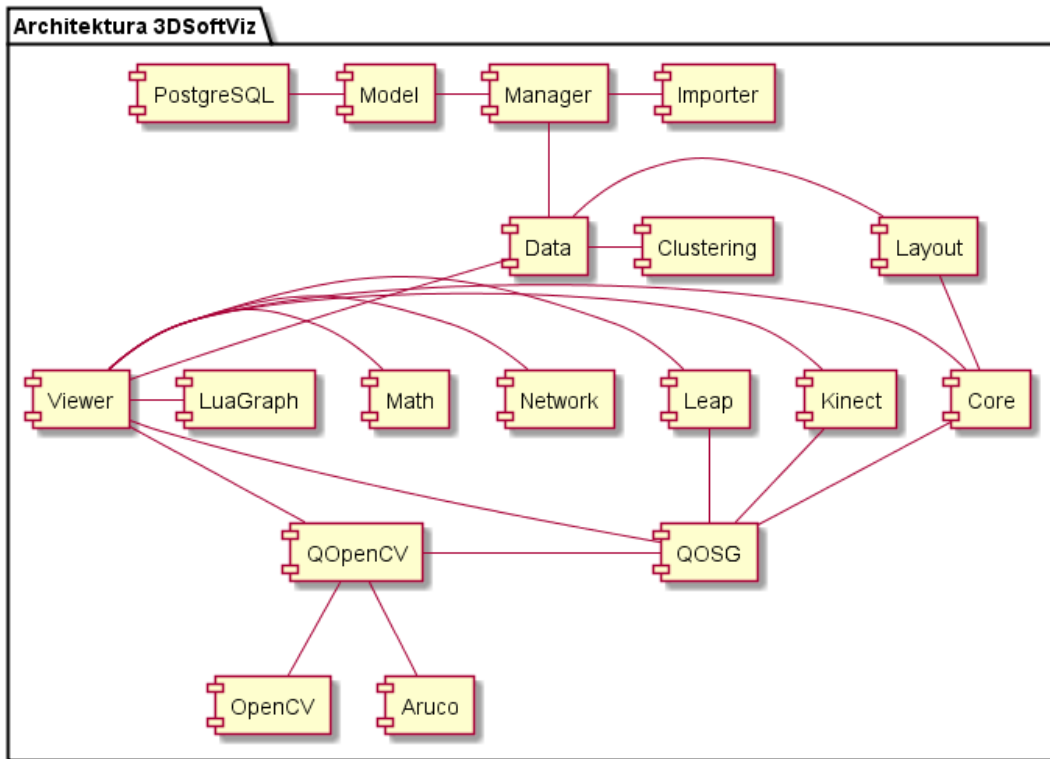 Architektura 3DSoftViz
PostgreSQL
Model
Manager
Importer
Data
Clustering
Layout
Viewer
LuaGraph
Math
Network
Leap
Kinect
Core
QOpenCV
QOSG
OpenCV
Aruco